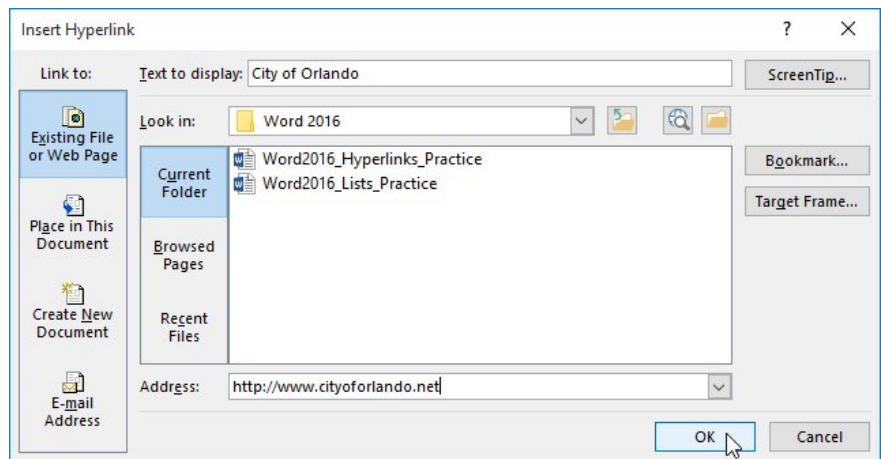 Insert Hyperlink
?
Link to:
Text to display:
City of Orlando
ScreenTip...
Existing File
or Web Page
Look in:
Word 2016
Current
Folder
Word2016_Hyperlinks_Practice
Word2016_Lists_Practice
Bookmark...
Target Frame...
Place in This
Document
Browsed
Pages
Create New
Document
Recent
Files
E-mail
Address
Address:
http://www.cityoforlando.net
OK
Cancel